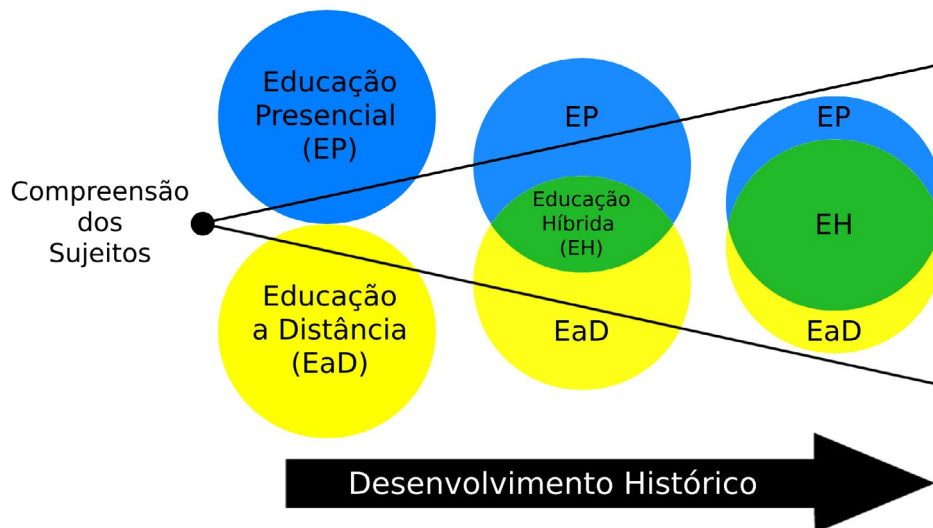 Educação
Presencial
(EP)
Compreensão
dos
Sujeitos
Educação
a Distância
(EaD)
EP
Educação
Híbrida
(EH)
EaD
EP
EH
EaD
Desenvolvimento Histórico